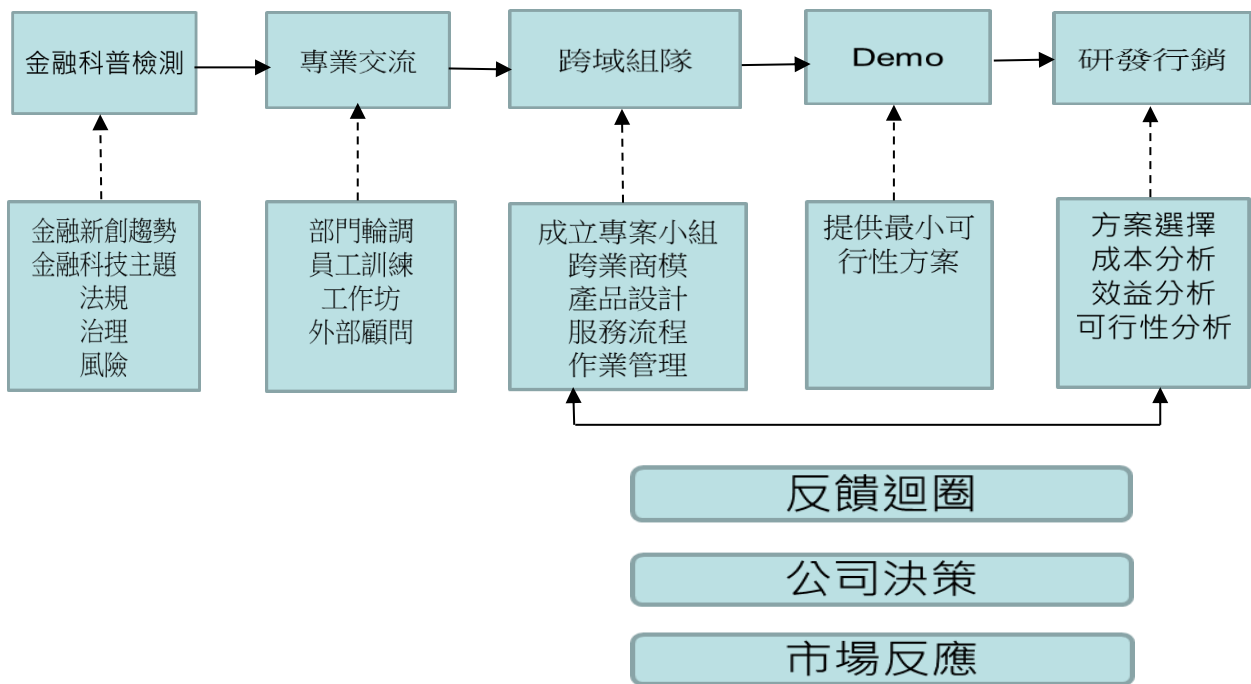 金融科普檢測
專業交流
跨域組隊
Demo
研發行銷
金融新創趨勢
金融科技主題
法規
治理
風險
部門輪調
員工訓練
工作坊
外部顧問
成立專案小組
跨業商模
產品設計
服務流程
作業管理
提供最小可
行性方案
方案選擇
成本分析
效益分析
可行性分析
反饋迴圈
公司決策
市場反應